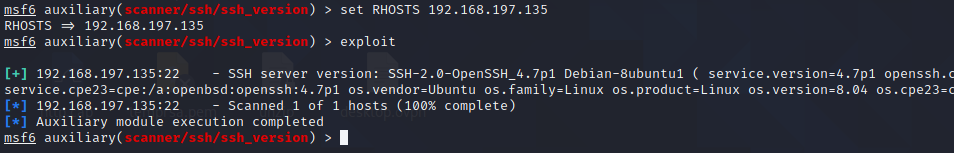 msf6 auxiliary(scanner/ssh/ssh_version) > set RHOSTS 192.168.197.135
RHOSTS => 192.168.197.135
msf6 auxiliary(scanner/ssh/ssh_version) > exploit
[+] 192.168.197.135:22 - SSH server version: SSH-2.0-OpenSSH_4.7p1 Debian-8ubuntu1 ( service.version=4.7p1 openssh.c
service.cpe23=cpe:/a:openbsd:openssh:4.7p1 os.vendor=Ubuntu os.family=Linux os.product=Linux os.version=8.04 os.cpe23=c
[*] 192.168.197.135:22 - Scanned 1 of 1 hosts (100% complete)
[*] Auxiliary module execution completed
msf6 auxiliary(scanner/ssh/ssh_version) >